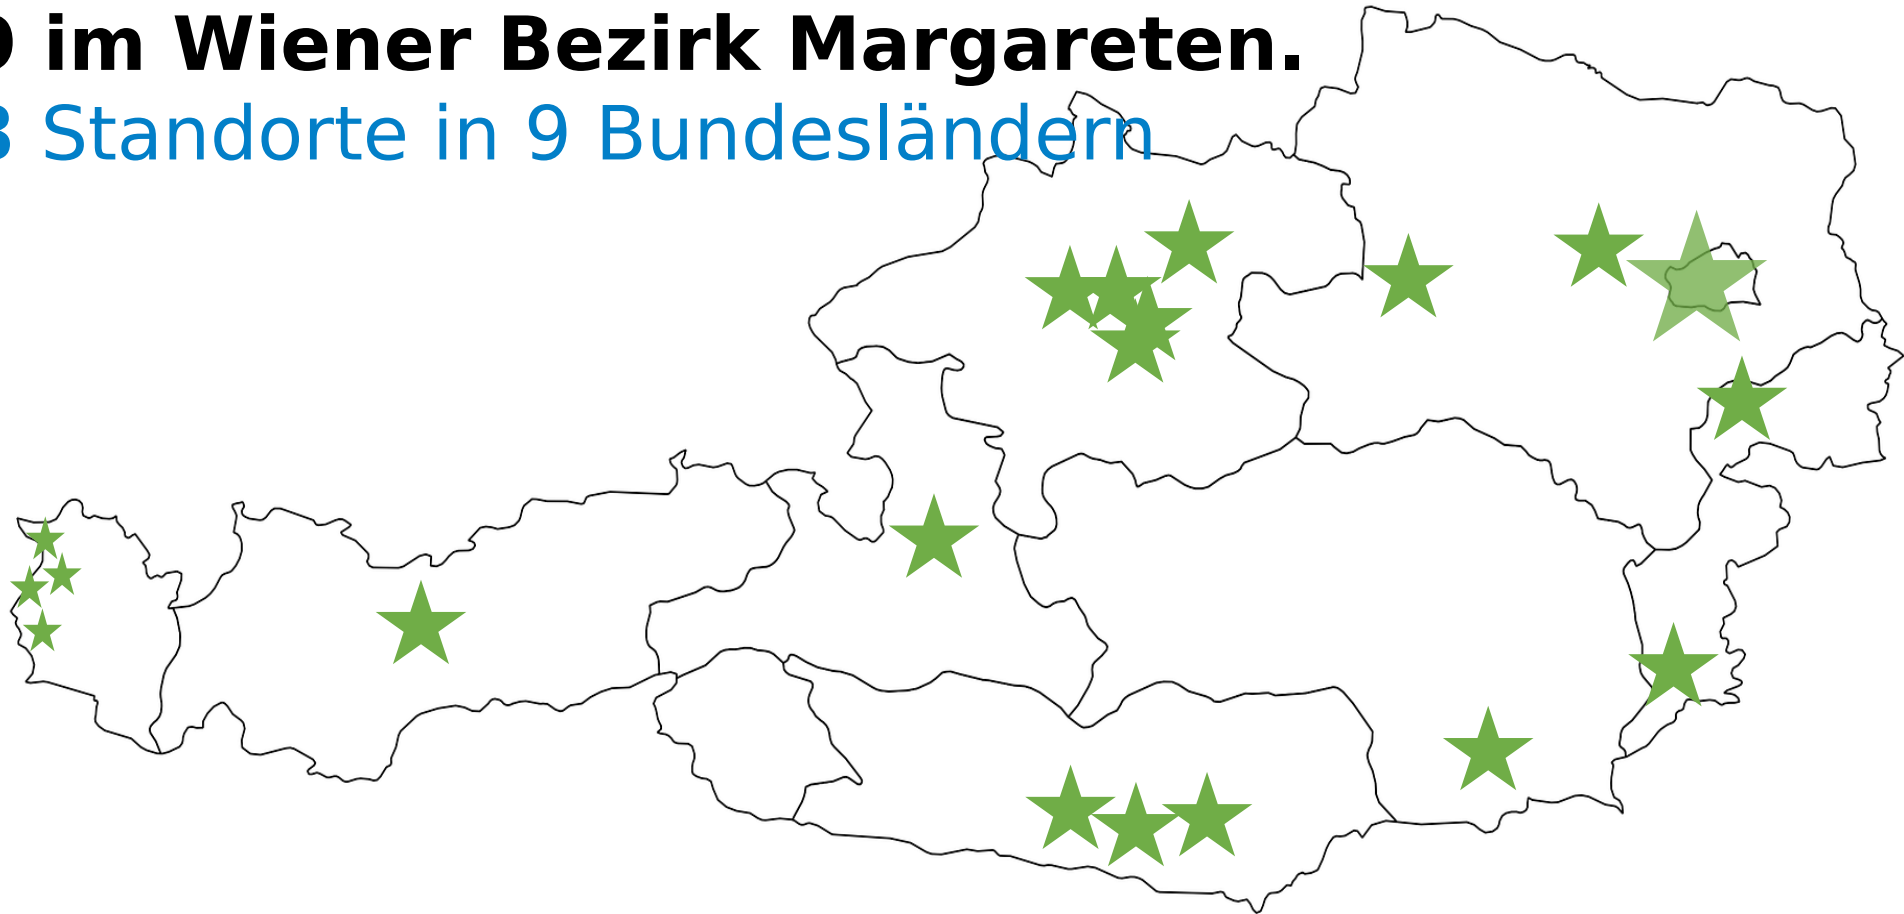 im Wiener Bezirk Margareten.
Standorte in 9 Bundesländern